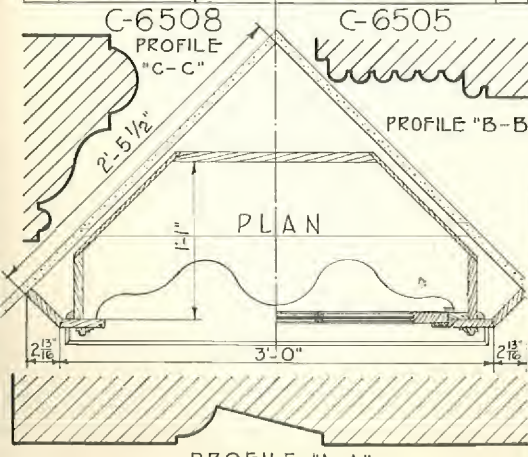 C-6508
C-6505
PROFILE
"C-C"
PROFILE "B-B
2'-5 1/2"
PLAN
1'-1"
2 13/16"
3'-0"
2 13/16"
PROFILE "A-A"